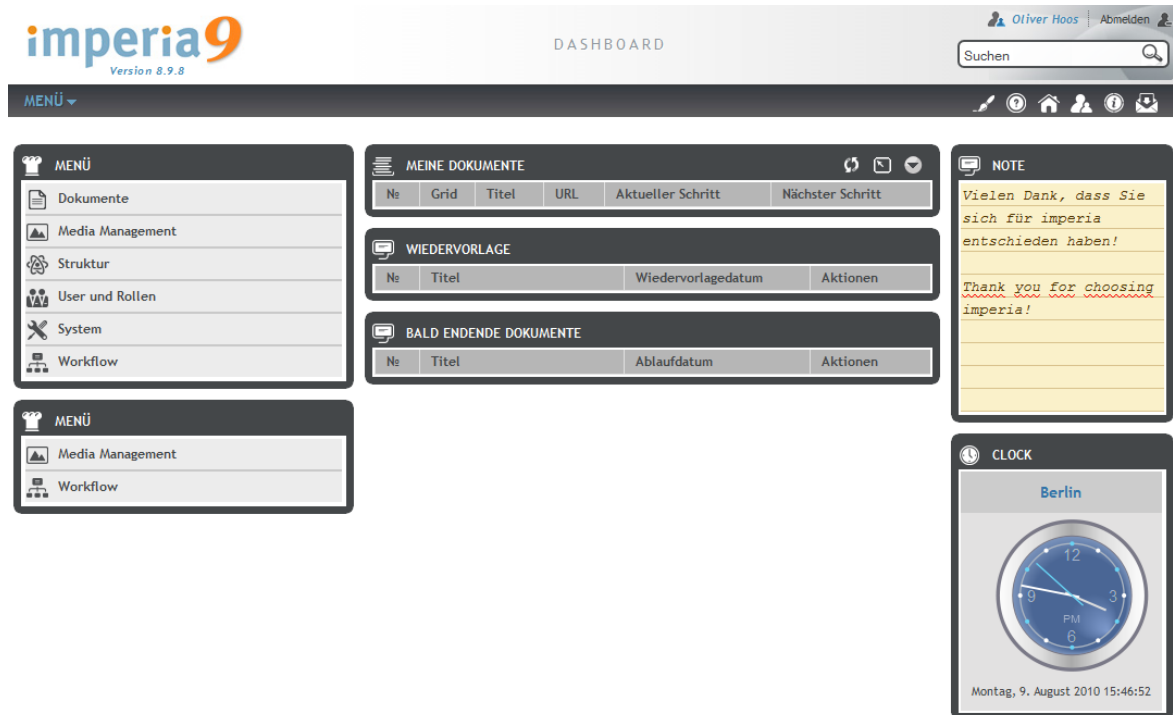 imperia9
Version 8.9.8
DASHBOARD
Oliver Hoos Abmelden
Suchen
MENÜ
MENÜ
Dokumente
Media Management
Struktur
User und Rollen
System
Workflow
MENÜ
Media Management
Workflow
MEINE DOKUMENTE
№ Grid Titel URL Aktueller Schritt Nächster Schritt
WIEDERVORLAGE
№ Titel Wiedervorlagedatum Aktionen
BALD ENDENDE DOKUMENTE
№ Titel Ablaufdatum Aktionen
NOTE
Vielen Dank, dass Sie
sich für imperia
entschieden haben!
Thank you for choosing
imperia!
CLOCK
Berlin
12
9 3
PM
6
Montag, 9. August 2010 15:46:52